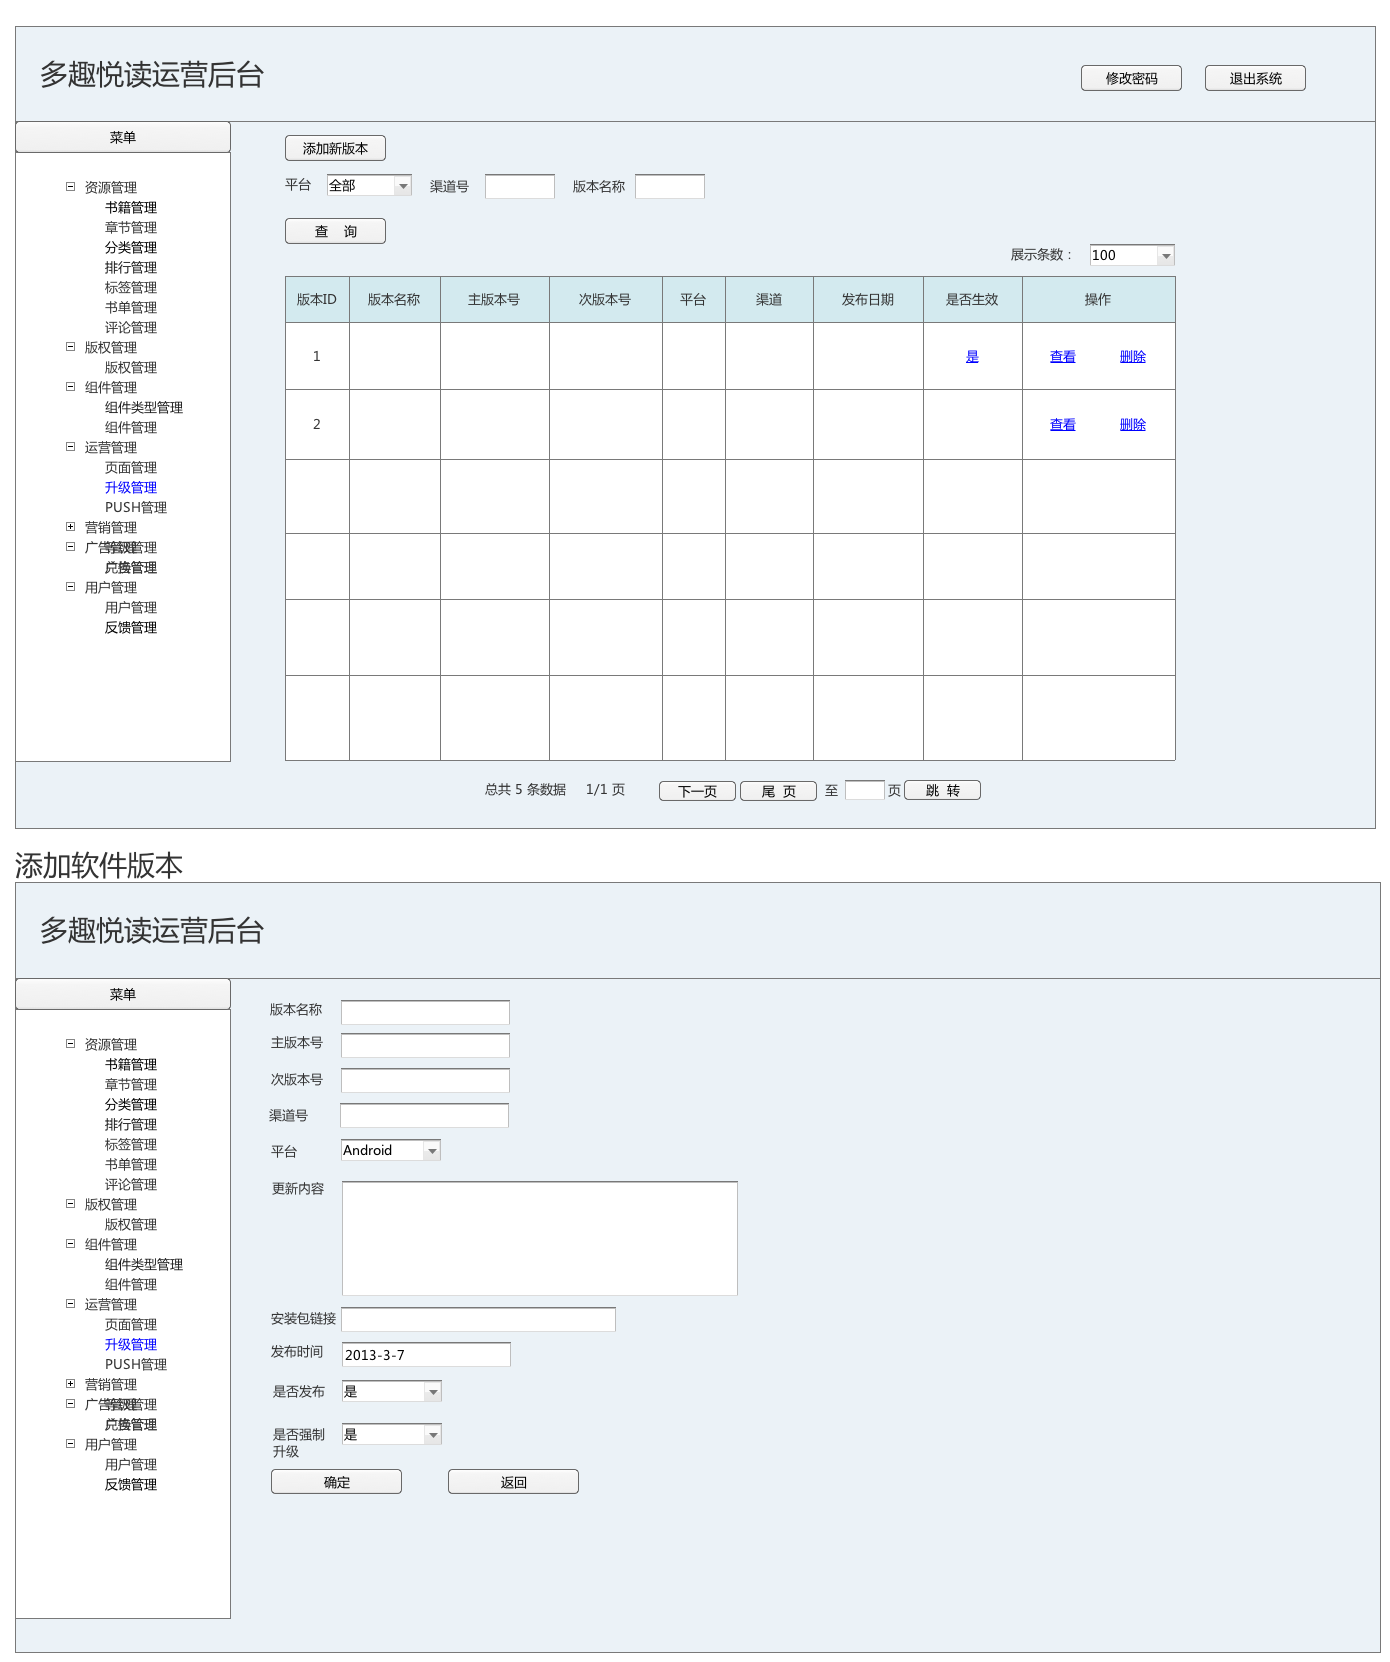 多趣悦读运营后台
修改密码 退出系统
菜单
资源管理
书籍管理
章节管理
分类管理
排行管理
标签管理
书单管理
评论管理
版权管理
版权管理
组件管理
组件类型管理
组件管理
运营管理
页面管理
升级管理
PUSH管理
营销管理
用户管理
用户管理
反馈管理
添加新版本
平台 全部 渠道号 版本名称
查 询
展示条数： 100
版本ID 版本名称 主版本号 次版本号 平台 渠道 发布日期 是否生效 操作
1 是 查看 删除
2 查看 删除
总共 5 条数据 1/1 页 下一页 尾 页 至 页 跳 转
添加软件版本
多趣悦读运营后台
菜单
资源管理
书籍管理
章节管理
分类管理
排行管理
标签管理
书单管理
评论管理
版权管理
版权管理
组件管理
组件类型管理
组件管理
运营管理
页面管理
升级管理
PUSH管理
营销管理
用户管理
用户管理
反馈管理
版本名称
主版本号
次版本号
渠道号
平台 Android
更新内容
安装包链接
发布时间 2013-3-7
是否发布 是
是否强制 是
升级
确定 返回